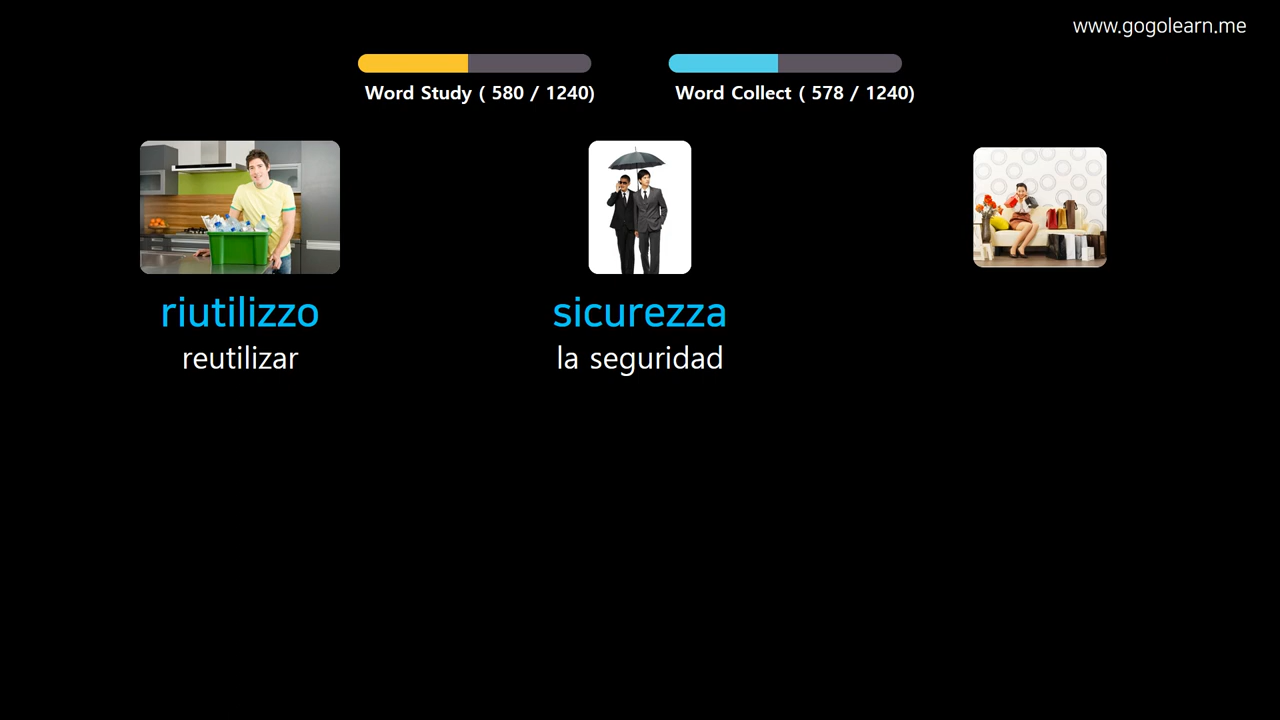 www.gogolearn.me
Word Study ( 580 / 1240)
Word Collect ( 578 / 1240)
riutilizzo
reutilizar
sicurezza
la seguridad